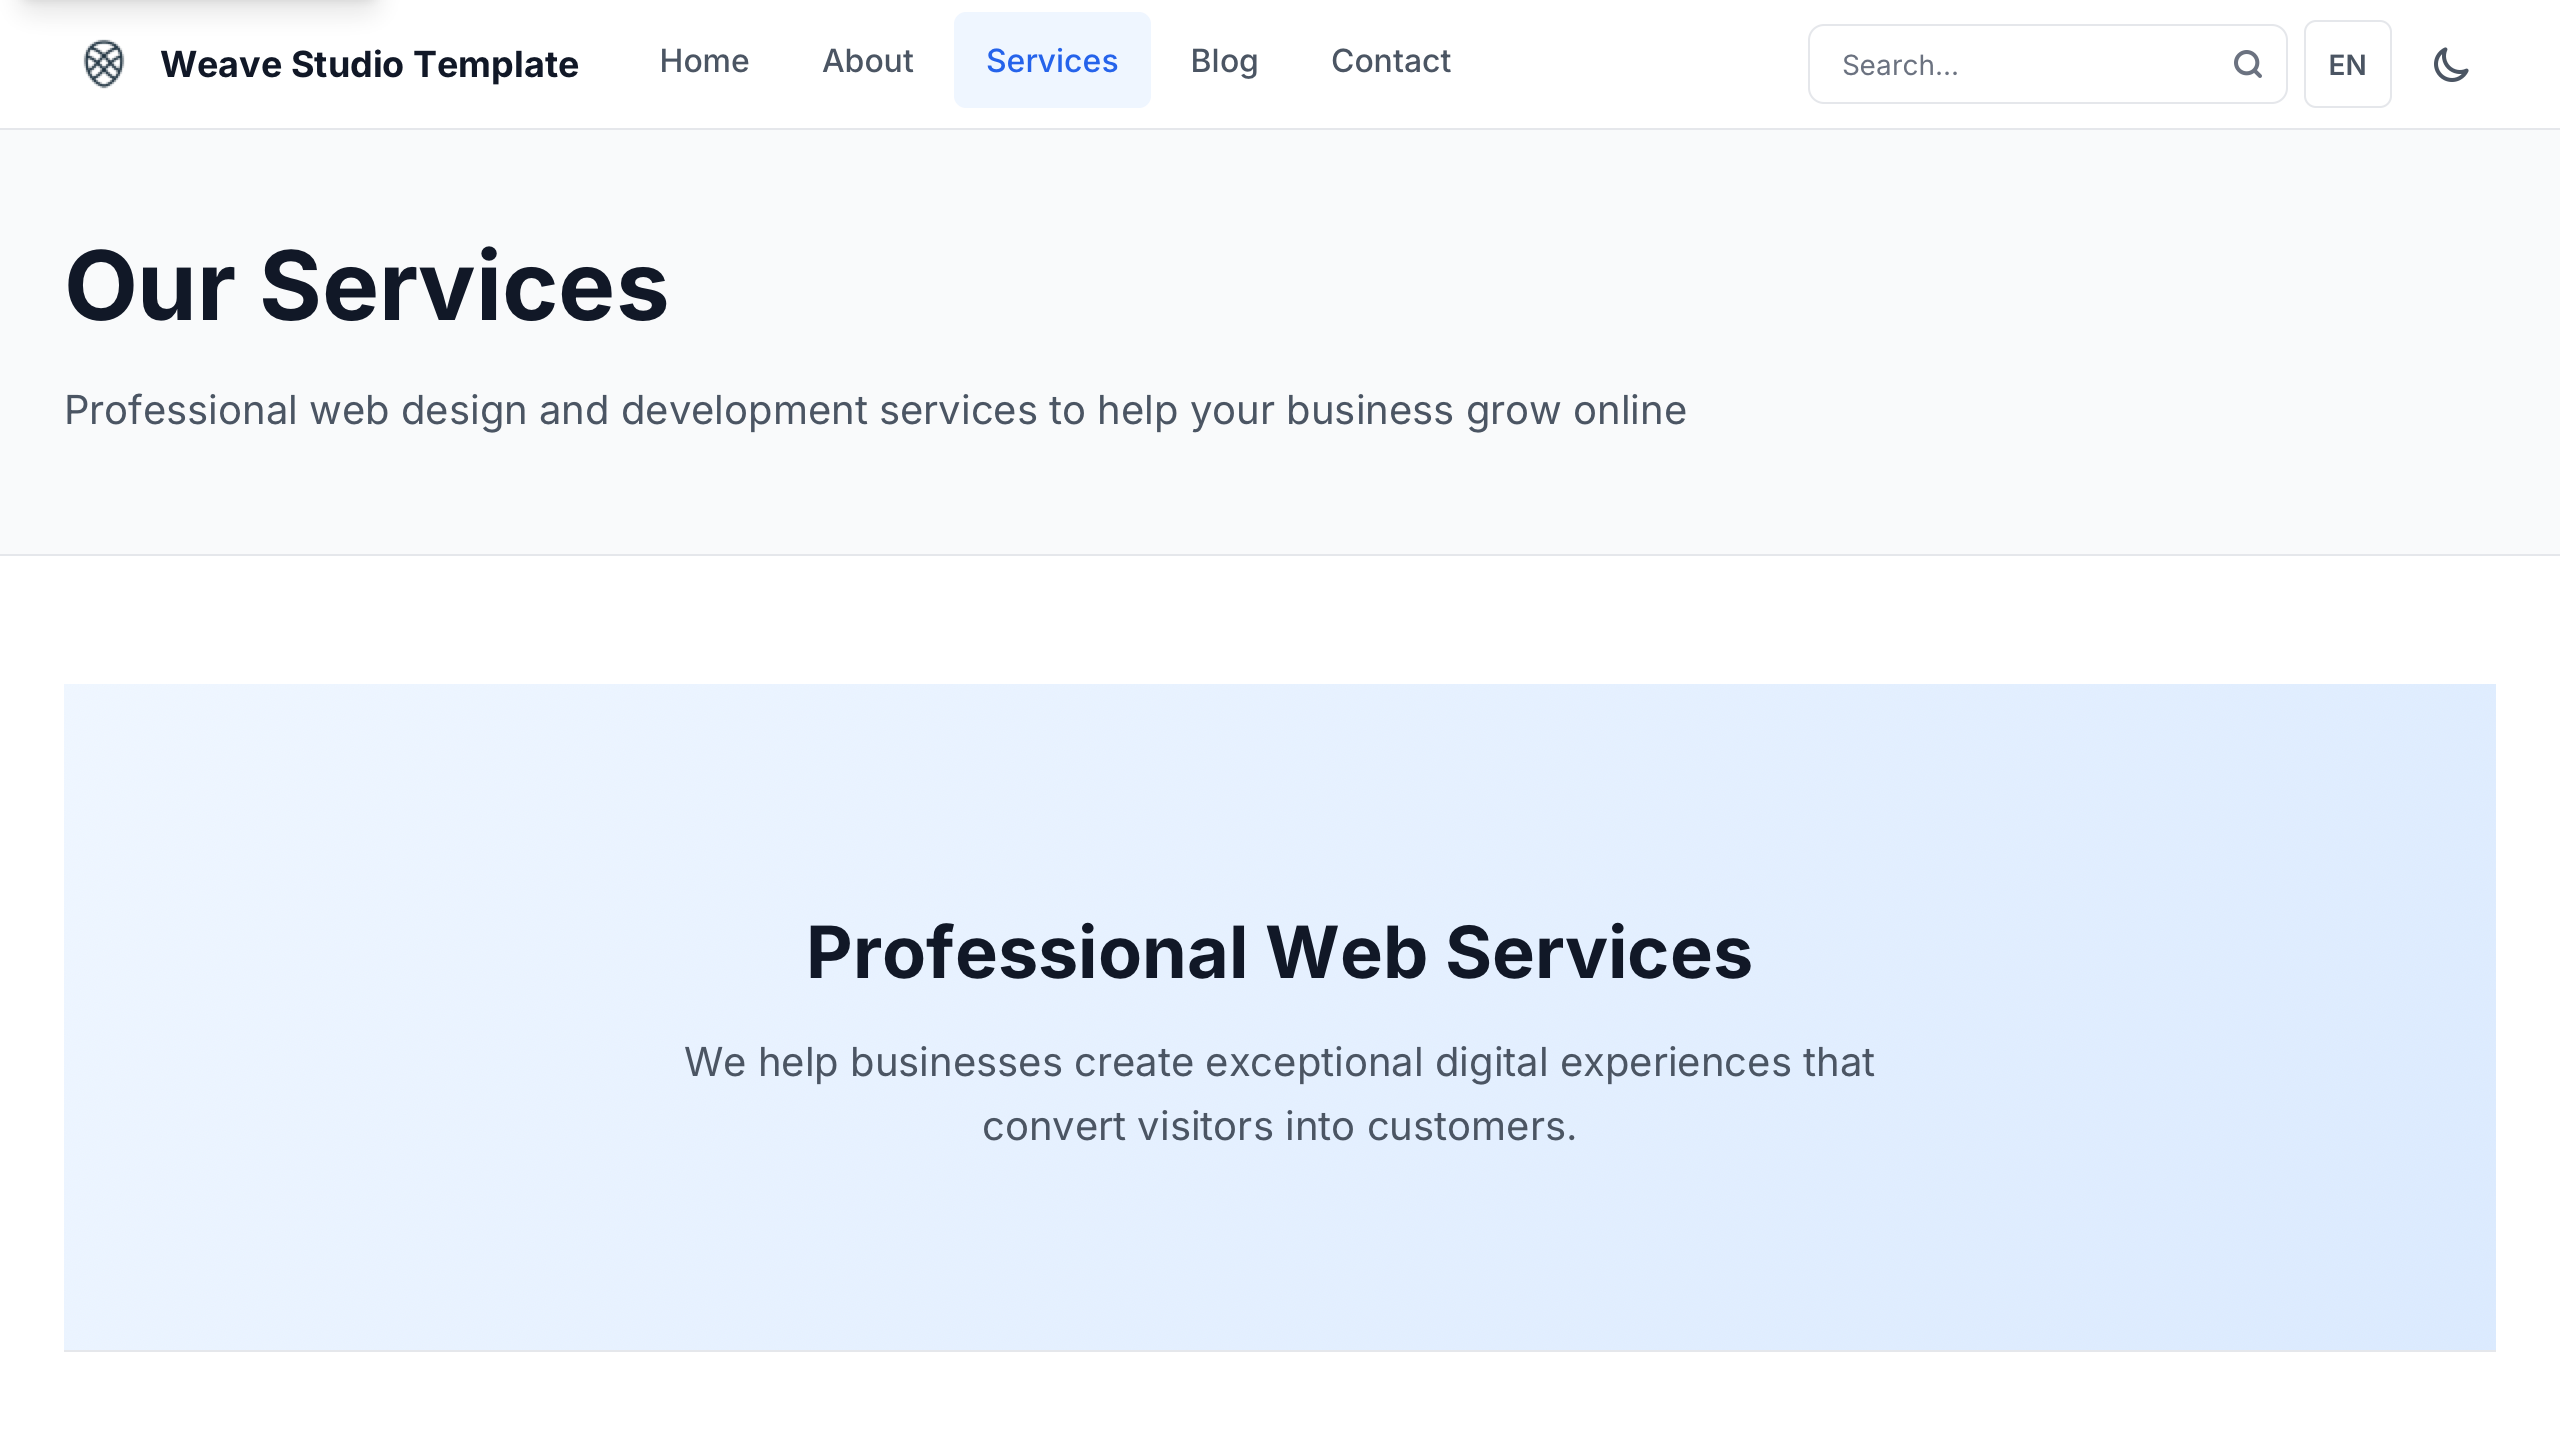 Weave Studio Template
Home
About
Services
Blog
Contact
Search...
EN
Our Services
Professional web design and development services to help your business grow online
Professional Web Services
We help businesses create exceptional digital experiences that
convert visitors into customers.